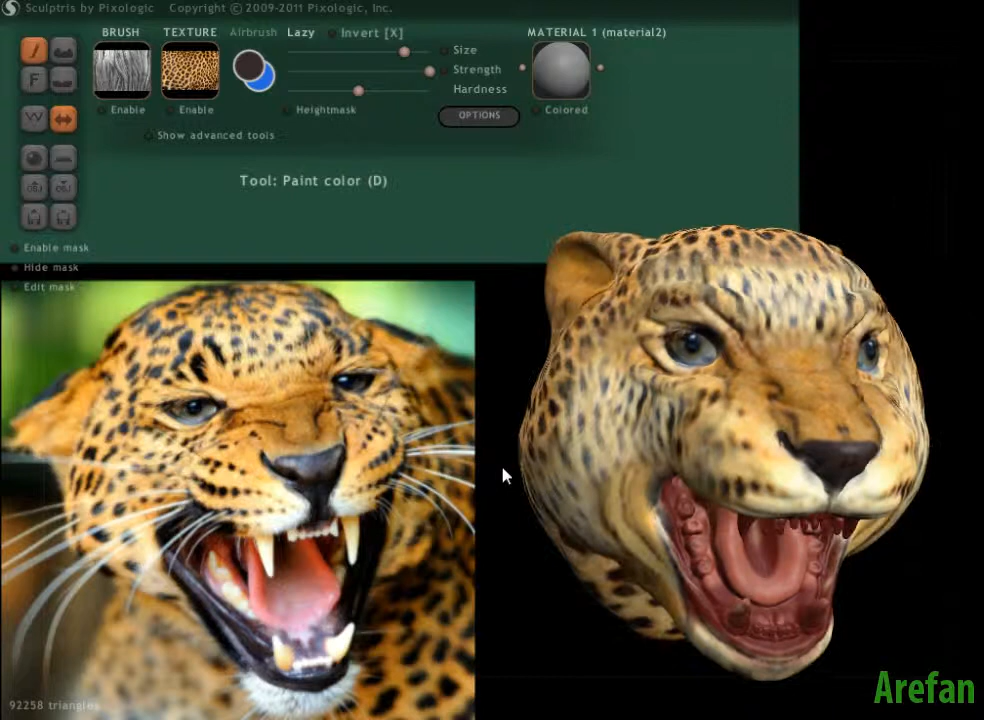 Sculptris by Pixologic Copyright © 2009-2011 Pixologic, Inc.
BRUSH TEXTURE Airbrush Lazy Invert [X] MATERIAL 1 (material2)
Size
F Strength
Hardness
Enable Enable Heightmask OPTIONS Colored
Show advanced tools
Tool: Paint color (D)
OBJ OBJ
Enable mask
Hide mask
Edit mask
92258 triangles
Arefan